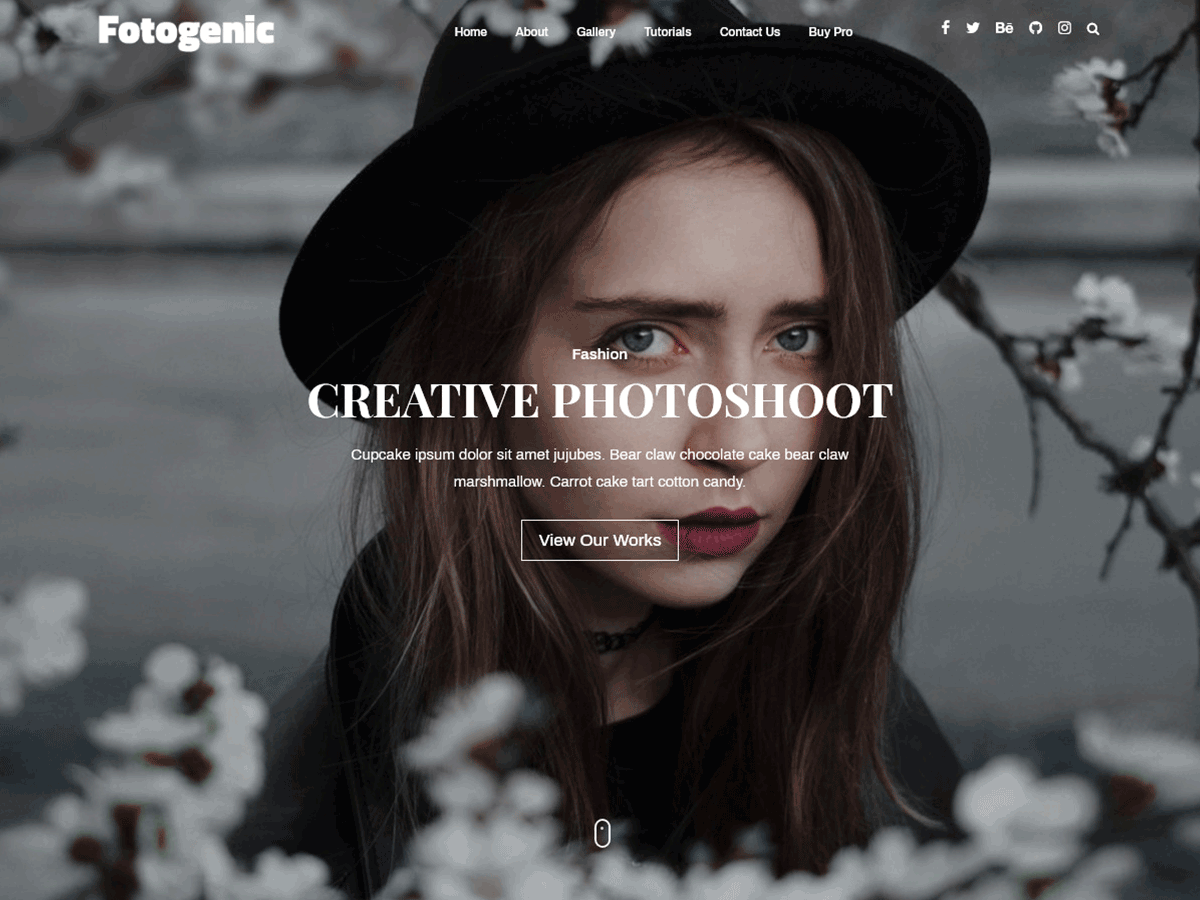 Fotogenic
Home About Gallery Tutorials Contact Us Buy Pro
Bē
Fashion
CREATIVE PHOTOSHOOT
Cupcake ipsum dolor sit amet jujubes. Bear claw chocolate cake bear claw
marshmallow. Carrot cake tart cotton candy.
View Our Works